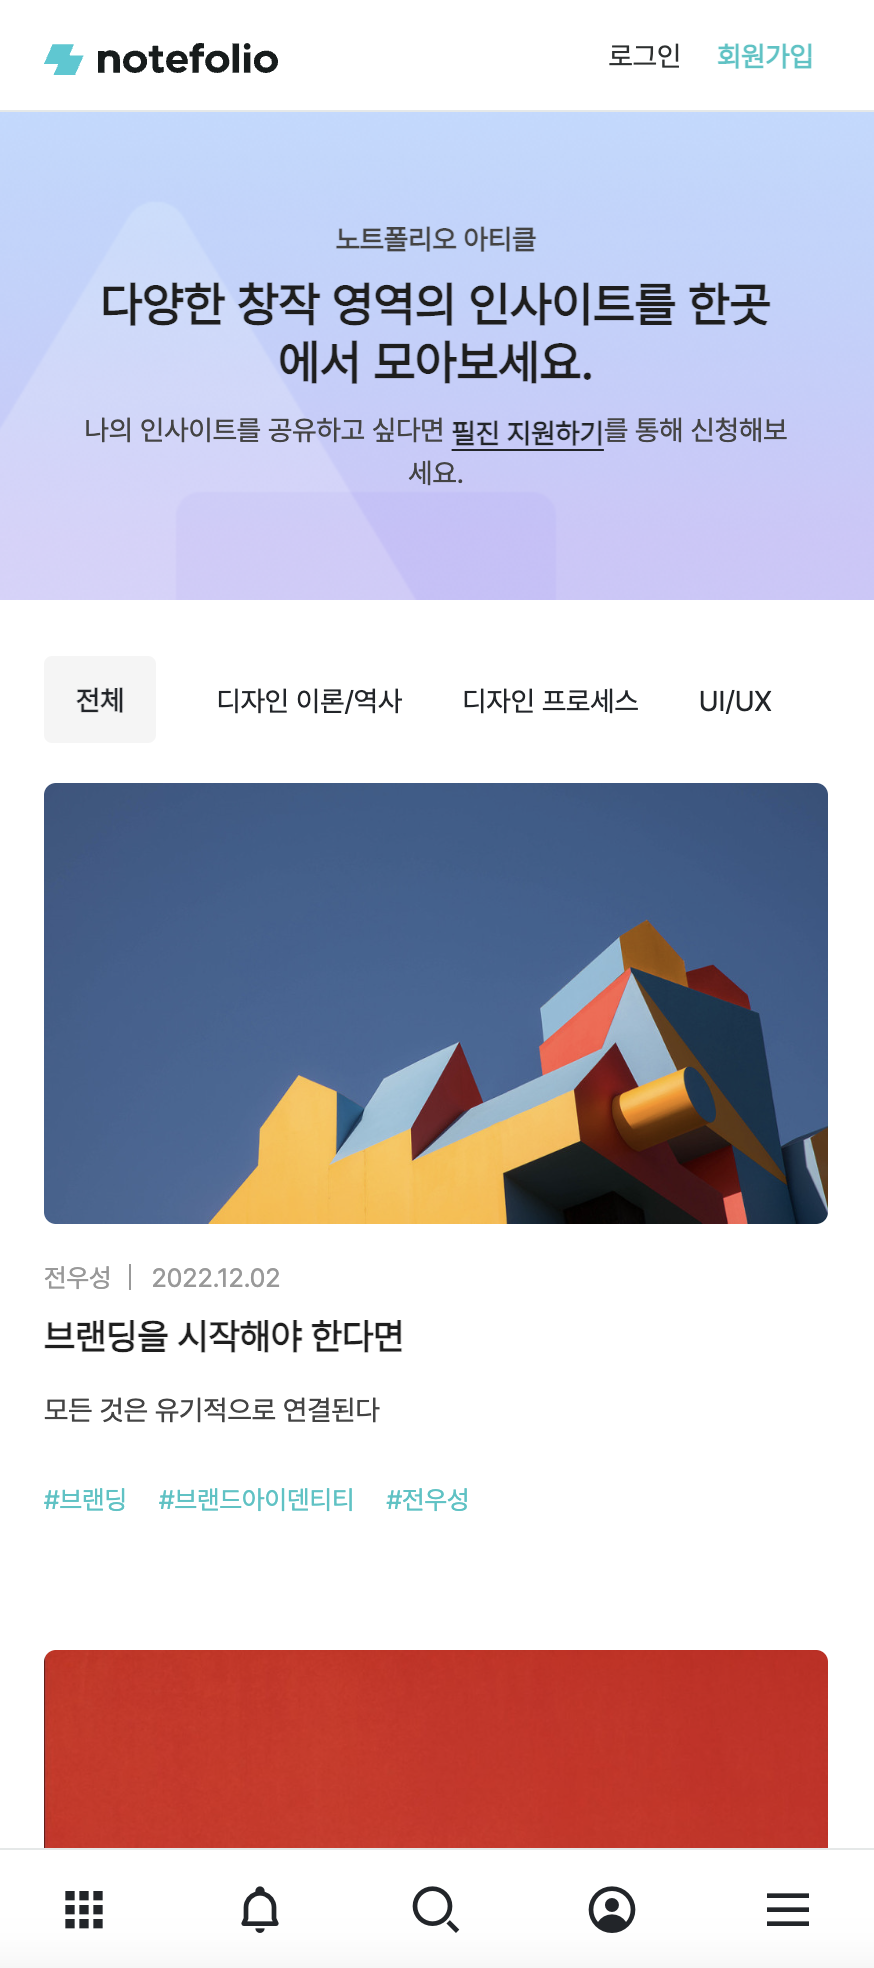 notefolio
로그인 회원가입
노트폴리오 아티클
다양한 창작 영역의 인사이트를 한곳
에서 모아보세요.
나의 인사이트를 공유하고 싶다면 필진 지원하기를 통해 신청해보
세요.
전체 디자인 이론/역사 디자인 프로세스 UI/UX
전우성 | 2022.12.02
브랜딩을 시작해야 한다면
모든 것은 유기적으로 연결된다
#브랜딩 #브랜드아이덴티티 #전우성